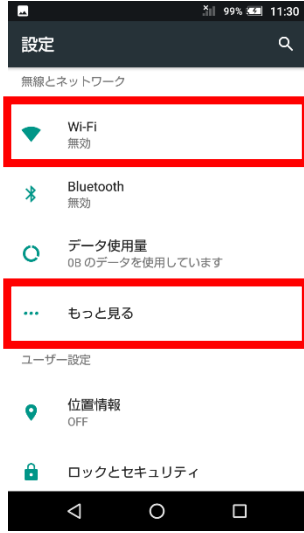 99% 11:30
設定
無線とネットワーク
Wi-Fi
無効
Bluetooth
無効
データ使用量
0B のデータを使用しています
もっと見る
ユーザー設定
位置情報
OFF
ロックとセキュリティ